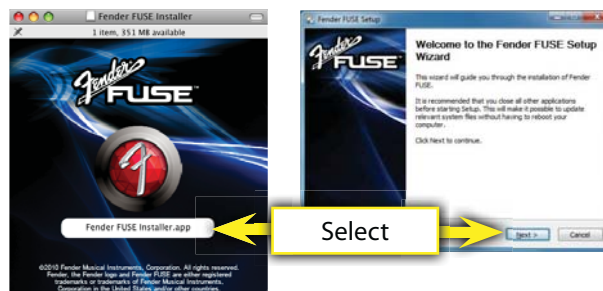 Fender FUSE Installer
1 item, 351 MB available
Fender
FUSE™
Fender FUSE Installer.app
©2010 Fender Musical Instruments, Corporation. All rights reserved.
Fender, the Fender logo and Fender FUSE are either registered
trademarks or trademarks of Fender Musical Instruments,
Corporation in the United States and/or other countries.
Select
Fender FUSE Setup
Fender
FUSE™
Welcome to the Fender FUSE Setup
Wizard
This wizard will guide you through the installation of Fender
FUSE.
It is recommended that you close all other applications
before starting Setup. This will make it possible to update
relevant system files without having to reboot your
computer.
Click Next to continue.
Next >
Cancel